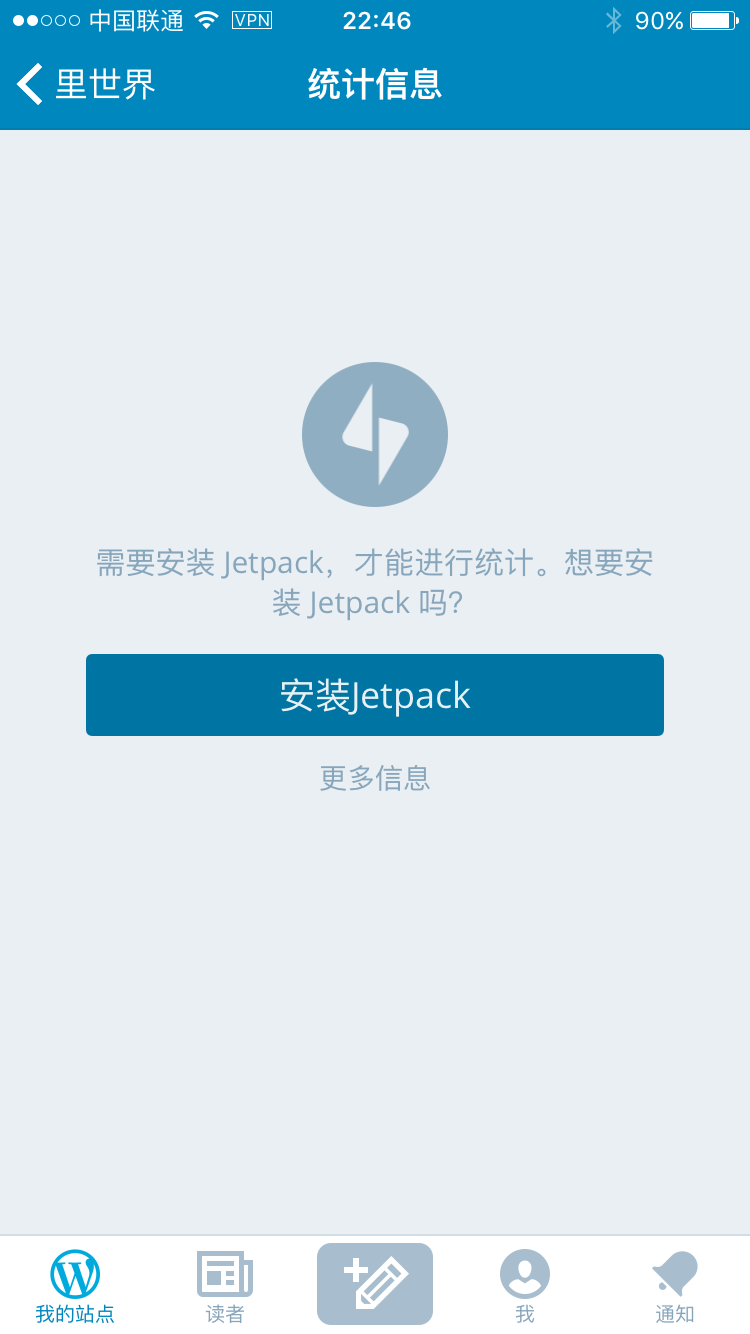 中国联通 VPN 22:46 90%
里世界 统计信息
需要安装 Jetpack，才能进行统计。想要安
装 Jetpack 吗？
安装Jetpack
更多信息
我的站点 读者 我 通知